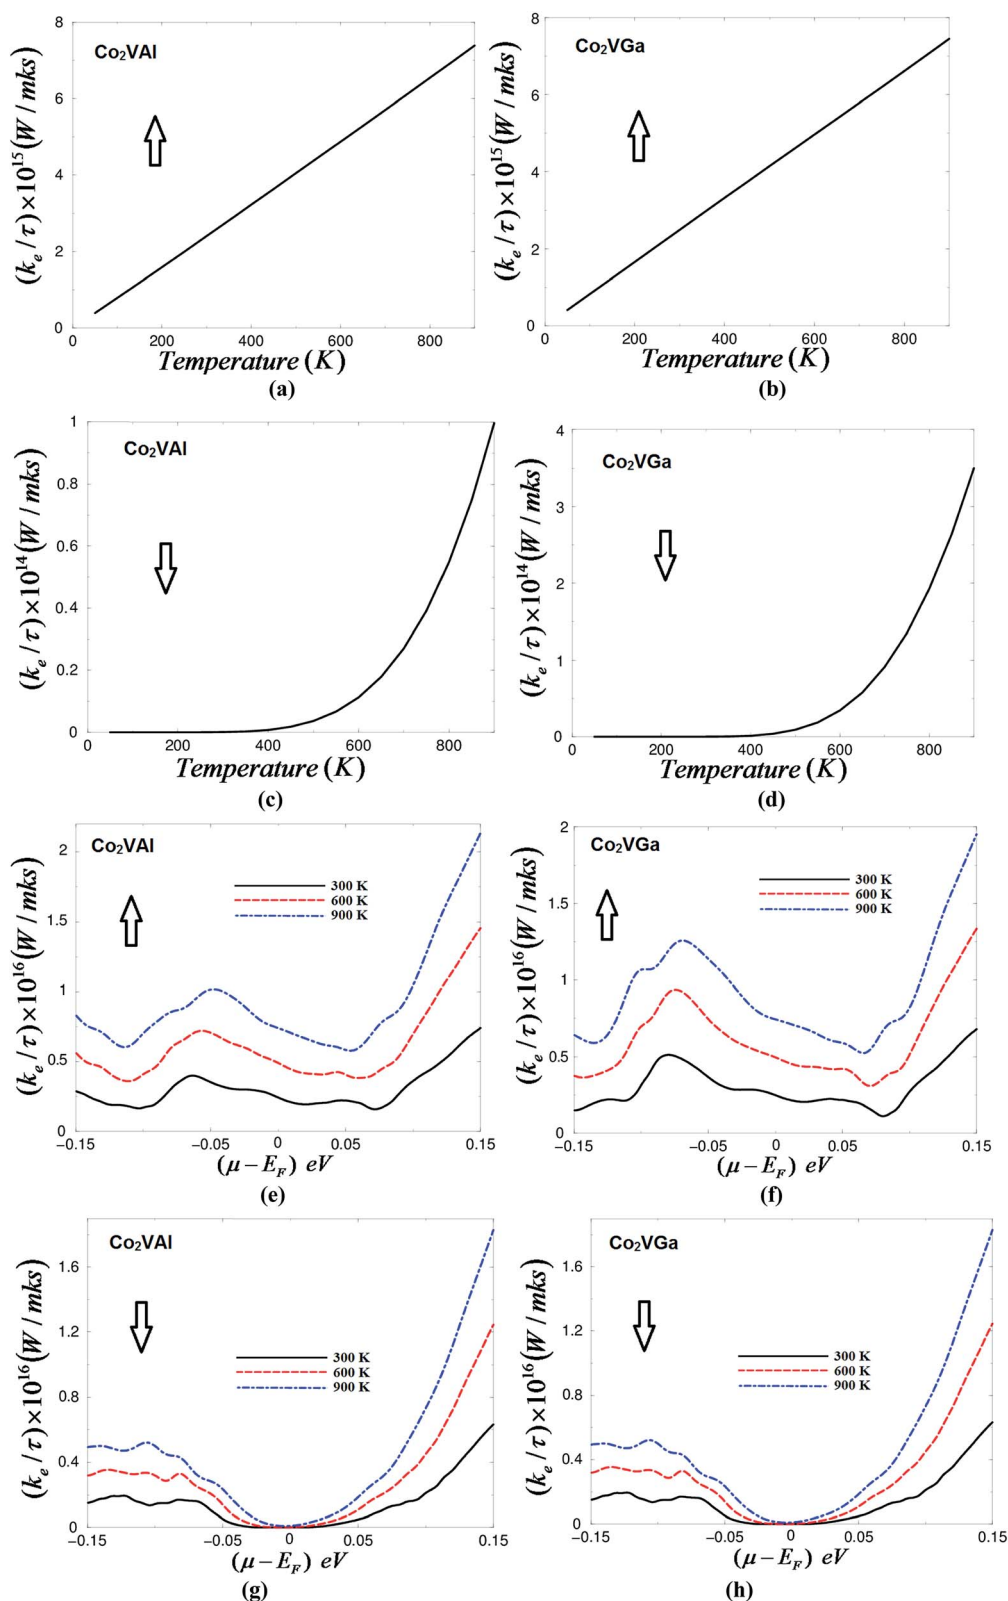 Co₂VAl
(k_e/τ)×10¹⁵(W/mks)
8
6
4
2
0
0 200 400 600 800
Temperature (K)
(a)
Co₂VGa
(k_e/τ)×10¹⁵(W/mks)
8
6
4
2
0
0 200 400 600 800
Temperature (K)
(b)
Co₂VAl
(k_e/τ)×10¹⁴(W/mks)
1
0.8
0.6
0.4
0.2
0
0 200 400 600 800
Temperature (K)
(c)
Co₂VGa
(k_e/τ)×10¹⁴(W/mks)
4
3
2
1
0
0 200 400 600 800
Temperature (K)
(d)
Co₂VAl
(k_e/τ)×10¹⁶(W/mks)
300 K
600 K
900 K
2
1.5
1
0.5
0
−0.15 −0.05 0 0.05 0.15
(μ−E_F) eV
(e)
Co₂VGa
(k_e/τ)×10¹⁶(W/mks)
300 K
600 K
900 K
2
1.5
1
0.5
0
−0.15 −0.05 0 0.05 0.15
(μ−E_F) eV
(f)
Co₂VAl
(k_e/τ)×10¹⁶(W/mks)
300 K
600 K
900 K
1.6
1.2
0.8
0.4
0
−0.15 −0.05 0 0.05 0.15
(μ−E_F) eV
(g)
Co₂VGa
(k_e/τ)×10¹⁶(W/mks)
300 K
600 K
900 K
1.6
1.2
0.8
0.4
0
−0.15 −0.05 0 0.05 0.15
(μ−E_F) eV
(h)